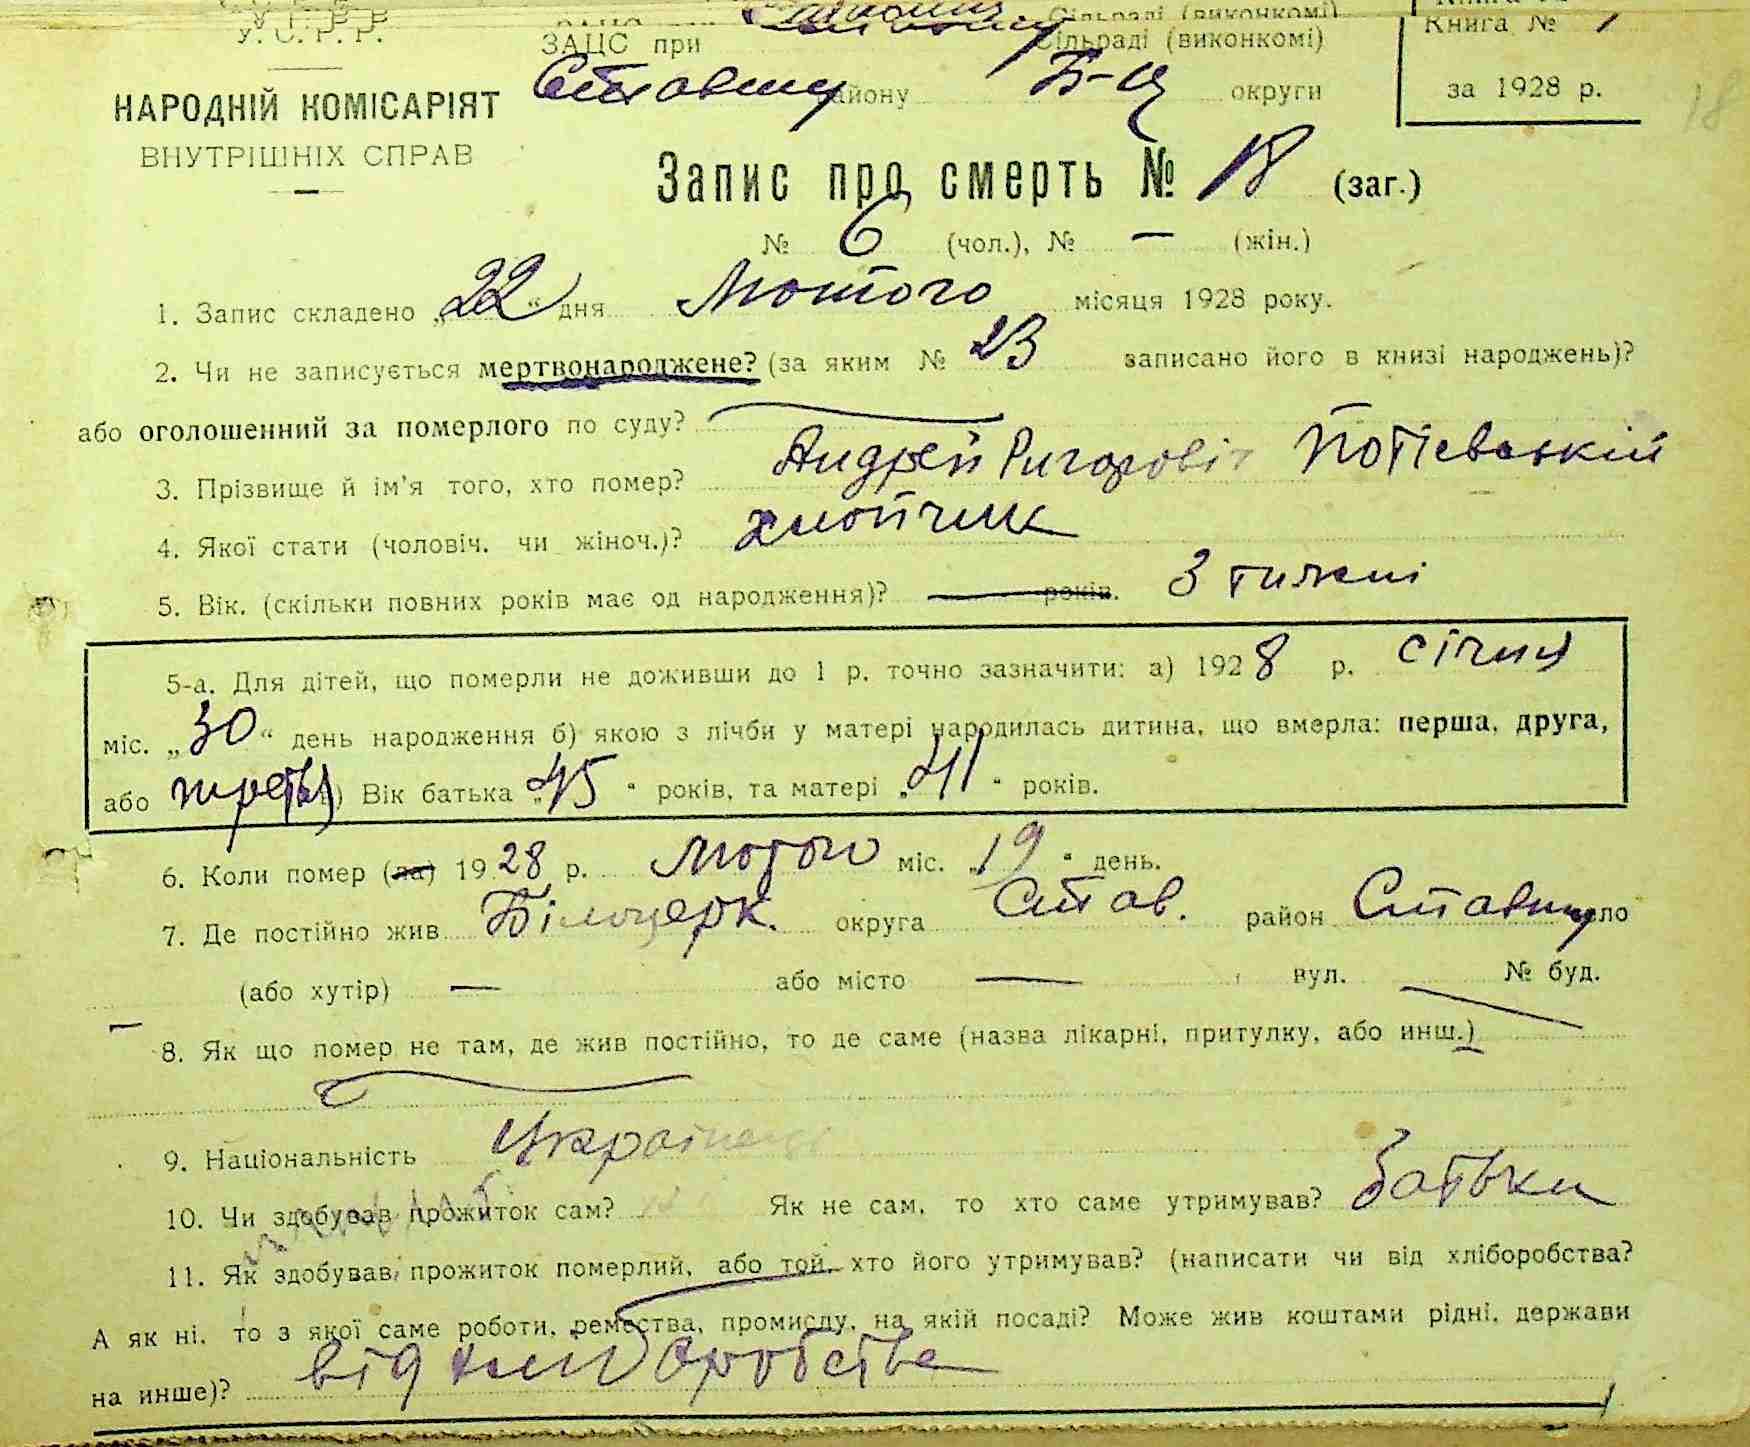 У. С. Р. Р.
ЗАЦС при Сільраді (виконкомі)
Книга №
Ставищ району Б-Ц округи
за 1928 р.
18
НАРОДНІЙ КОМІСАРІЯТ
ВНУТРІШНІХ СПРАВ
Запис про смерть № 18 (заг.)
№ 6 (чол.), № — (жін.)
1. Запис складено „22“ дня Лютого місяця 1928 року.
2. Чи не записується мертвонароджене? (за яким № 23 записано його в книзі народжень)?
або оголошенний за померлого по суду?
3. Прізвище й ім'я того, хто помер? Андрей Ригоровіч Потієвський
4. Якої стати (чоловіч. чи жіноч.)? хлопчик
5. Вік. (скільки повних років має од народження)? — років. 3 тижні
5-а. Для дітей, що померли не доживши до 1 р. точно зазначити: а) 1928 р. січня
міс. „30“ день народження б) якою з лічби у матері народилась дитина, що вмерла: перша, друга,
або третя) Вік батька „45“ років, та матері „41“ років.
6. Коли помер (ла) 1928 р. Лютого міс. „19“ день.
7. Де постійно жив Білоцерк. округа Став. район Ставищ село
(або хутір) — або місто — вул. № буд.
8. Як що помер не там, де жив постійно, то де саме (назва лікарні, притулку, або инш.)
9. Національність Українець
10. Чи здобував прожиток сам? Як не сам, то хто саме утримував? Батьки
11. Як здобував прожиток померлий, або той, хто його утримував? (написати чи від хліборобства?
А як ні, то з якої саме роботи, ремества, промислу, на якій посаді? Може жив коштами рідні, держави
на инше)? від хліборобства